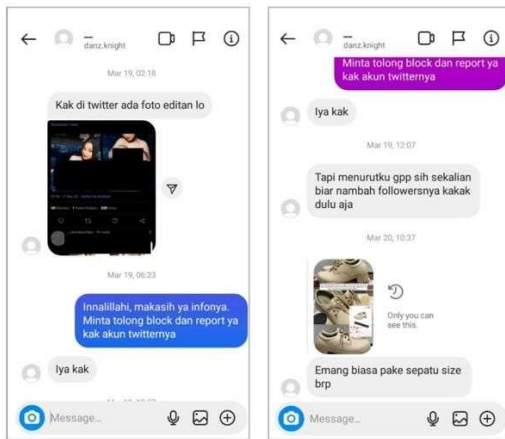 danz.knight
Mar 19, 02:18
Kak di twitter ada foto editan lo
Mar 19, 06:23
Innalillahi, makasih ya infonya.
Minta tolong block dan report ya
kak akun twitternya
Iya kak
Message...
danz.knight
Minta tolong block dan report ya
kak akun twitternya
Iya kak
Mar 19, 12:07
Tapi menurutku gpp sih sekalian
biar nambah followersnya kakak
dulu aja
Mar 20, 10:37
Only you can
see this.
Emang biasa pake sepatu size
brp
Message...